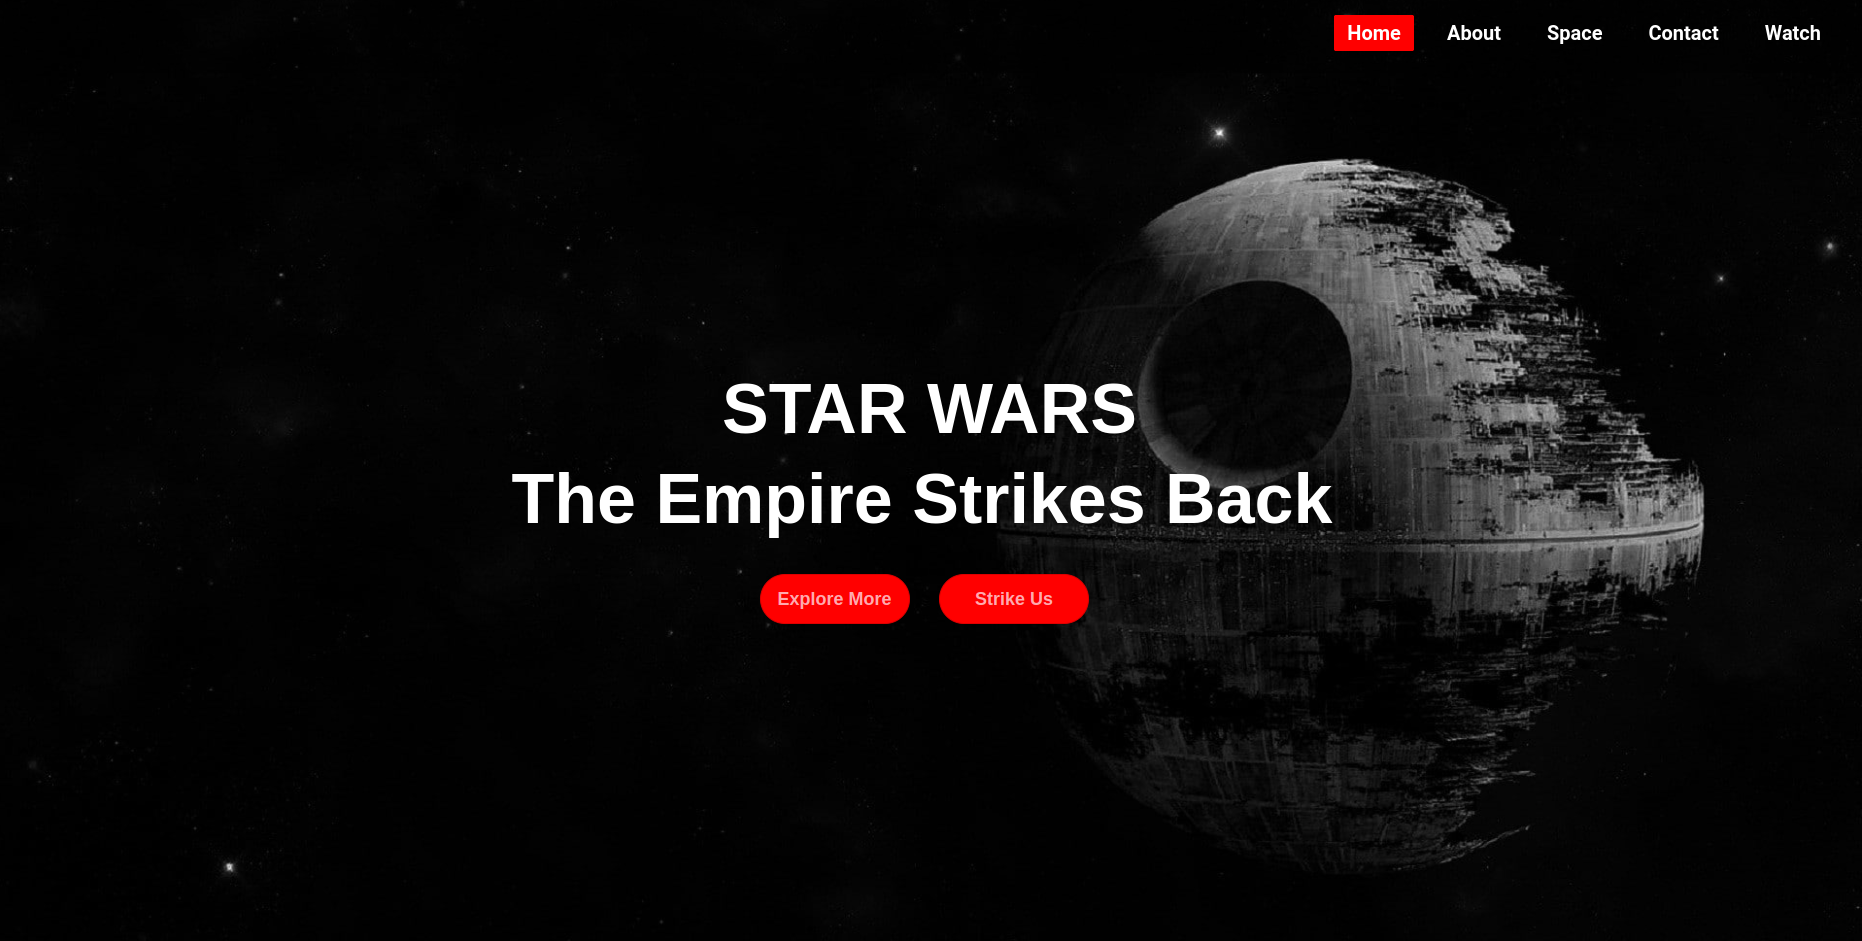 Home About Space Contact Watch
STAR WARS
The Empire Strikes Back
Explore More Strike Us